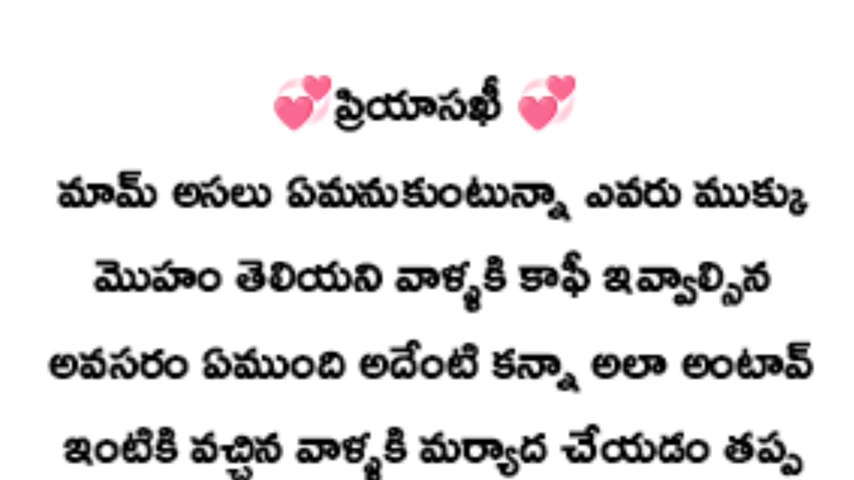 💞ప్రియాసఖీ 💞
మామ్ అసలు ఏమనుకుంటున్నా ఎవరు ముక్కు
మొహం తెలియని వాళ్ళకి కాఫీ ఇవ్వాల్సిన
అవసరం ఏముంది అదేంటి కన్నా అలా అంటావ్
ఇంటికి వచ్చిన వాళ్ళకి మర్యాద చేయడం తప్ప